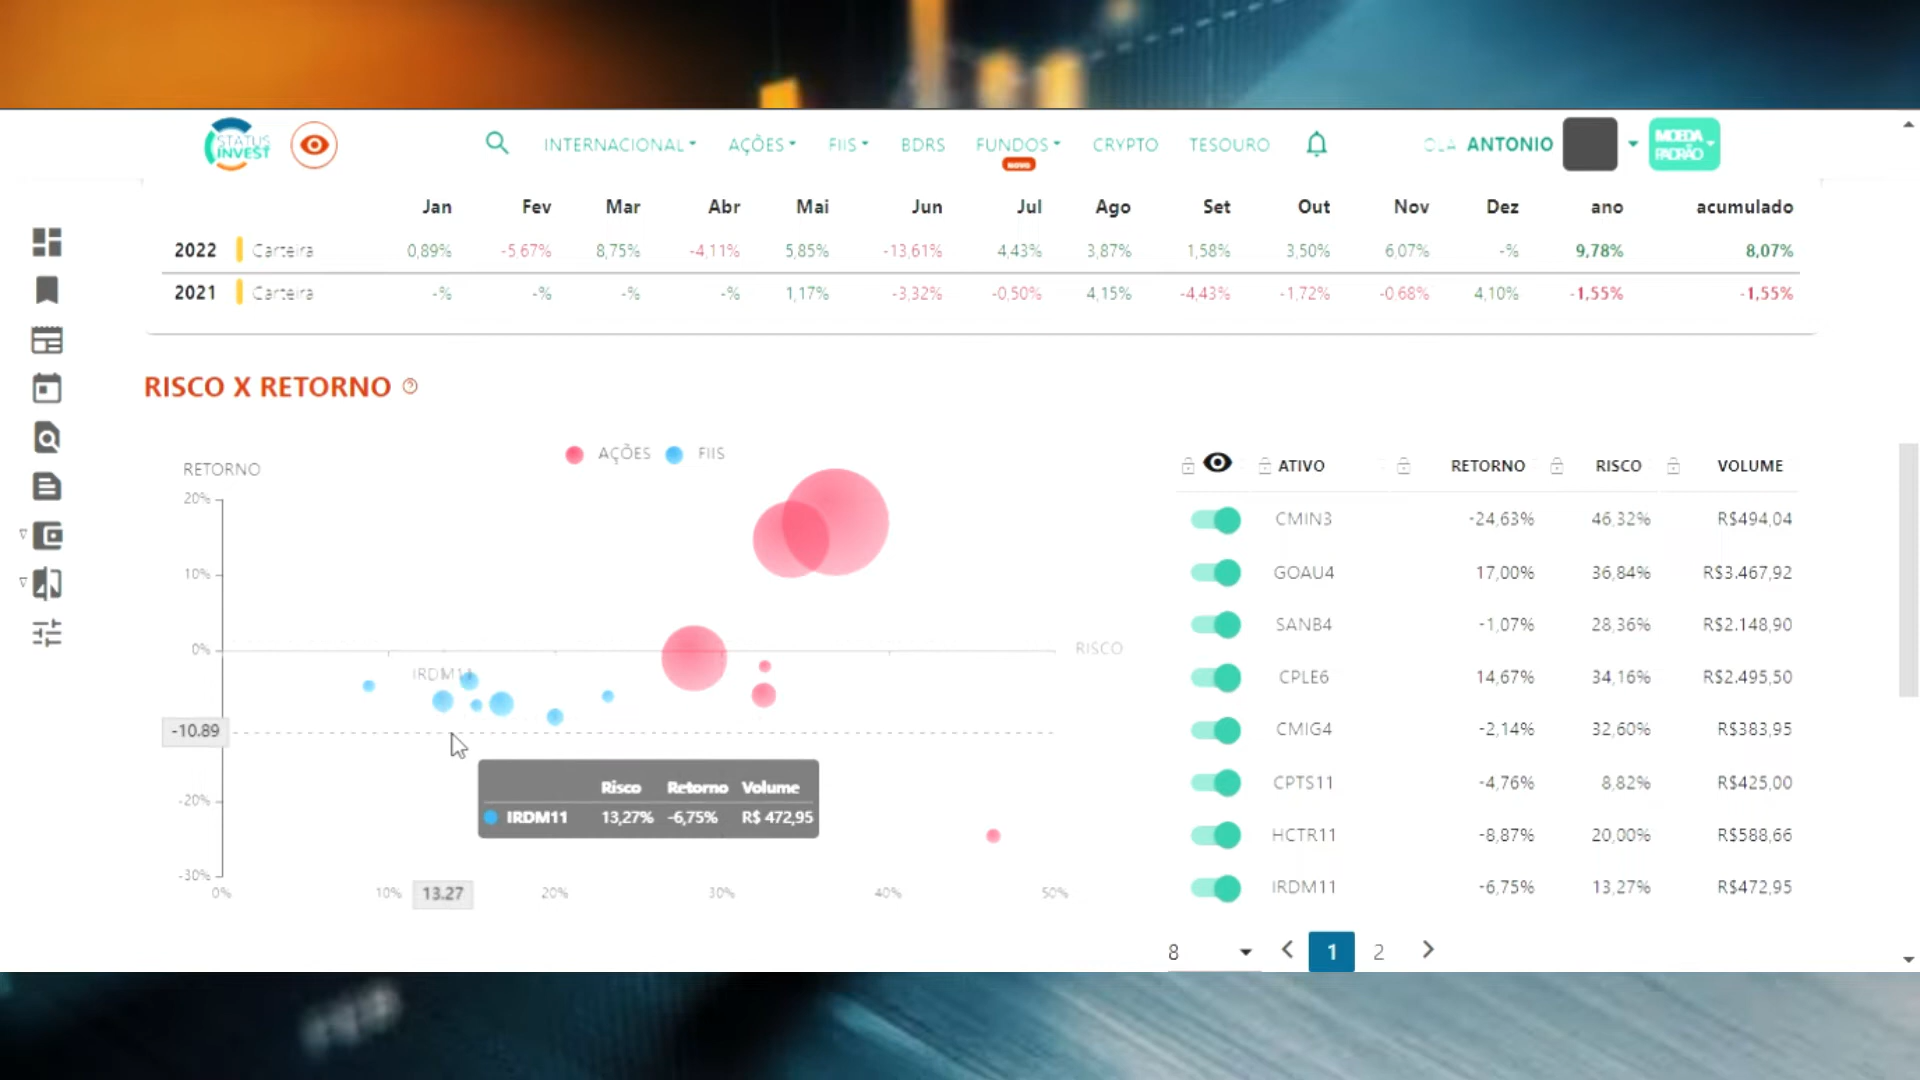 STATUS INVEST
INTERNACIONAL AÇÕES FIIS BDRS FUNDOS CRYPTO TESOURO OLA ANTONIO MOEDA PADRÃO
NOVO
Jan Fev Mar Abr Mai Jun Jul Ago Set Out Nov Dez ano acumulado
2022 Carteira 0,89% -5,67% 8,75% -4,11% 5,85% -13,61% 4,43% 3,87% 1,58% 3,50% 6,07% -% 9,78% 8,07%
2021 Carteira -% -% -% -% 1,17% -3,32% -0,50% 4,15% -4,43% -1,72% -0,68% 4,10% -1,55% -1,55%
RISCO X RETORNO
AÇÕES FIIS
RETORNO
20%
10%
0%
RISCO
IRDM11
-10.89
-20%
-30%
0% 10% 13.27 20% 30% 40% 50%
Risco Retorno Volume
IRDM11 13,27% -6,75% R$ 472,95
ATIVO RETORNO RISCO VOLUME
CMIN3 -24,63% 46,32% R$494,04
GOAU4 17,00% 36,84% R$3.467,92
SANB4 -1,07% 28,36% R$2.148,90
CPLE6 14,67% 34,16% R$2.495,50
CMIG4 -2,14% 32,60% R$383,95
CPTS11 -4,76% 8,82% R$425,00
HCTR11 -8,87% 20,00% R$588,66
IRDM11 -6,75% 13,27% R$472,95
8 1 2